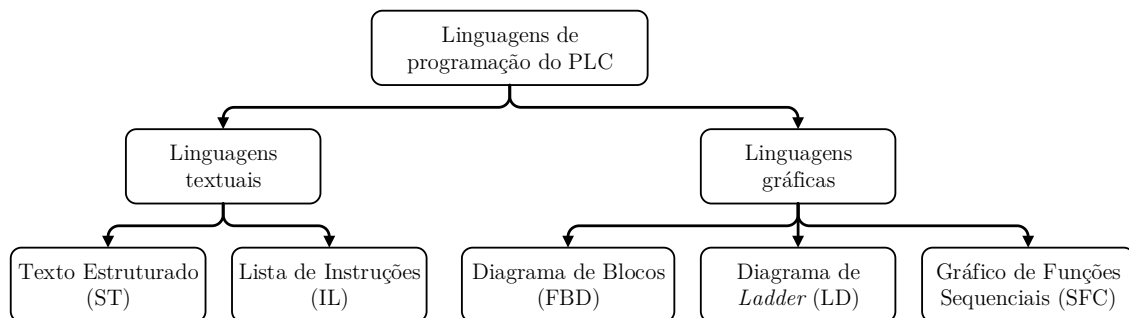 Linguagens de
programação do PLC
Linguagens
textuais
Linguagens
gráficas
Texto Estruturado
(ST)
Lista de Instruções
(IL)
Diagrama de Blocos
(FBD)
Diagrama de
Ladder (LD)
Gráfico de Funções
Sequenciais (SFC)